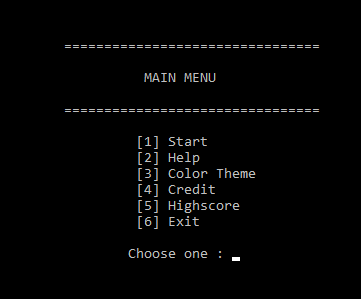 ================================
MAIN MENU
================================
[1] Start
[2] Help
[3] Color Theme
[4] Credit
[5] Highscore
[6] Exit
Choose one :